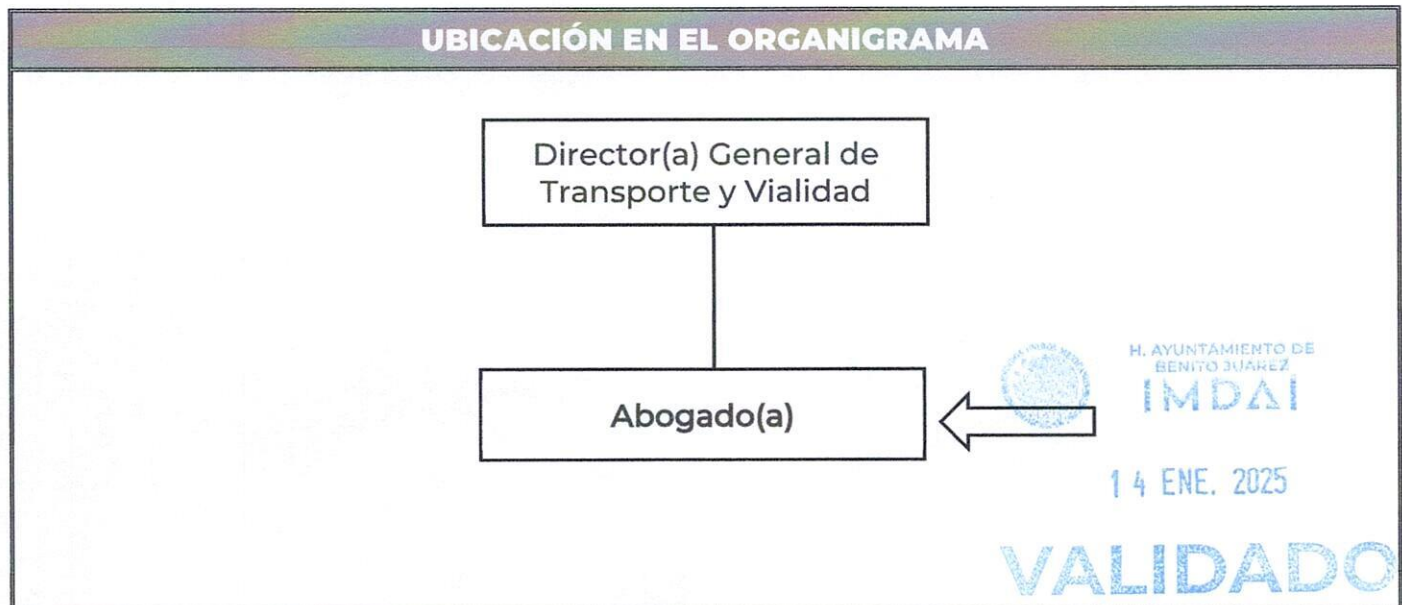 UBICACIÓN EN EL ORGANIGRAMA
Director(a) General de
Transporte y Vialidad
Abogado(a)
H. AYUNTAMIENTO DE
BENITO JUAREZ
IMDAI
14 ENE. 2025
VALIDADO